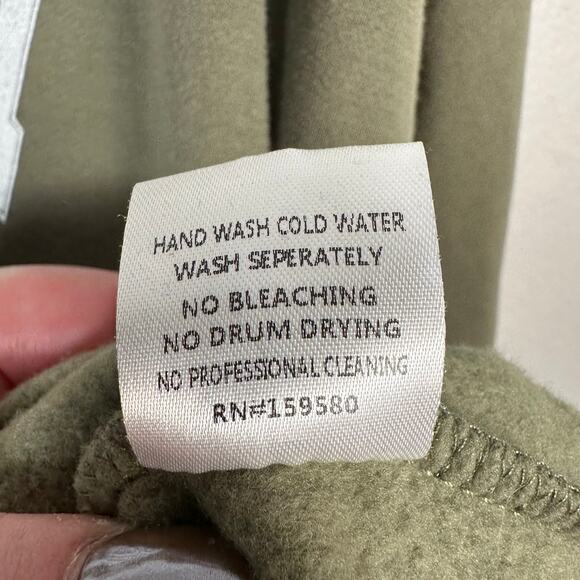 HAND WASH COLD WATER
WASH SEPERATELY
NO BLEACHING
NO DRUM DRYING
NO PROFESSIONAL CLEANING
RN#159580